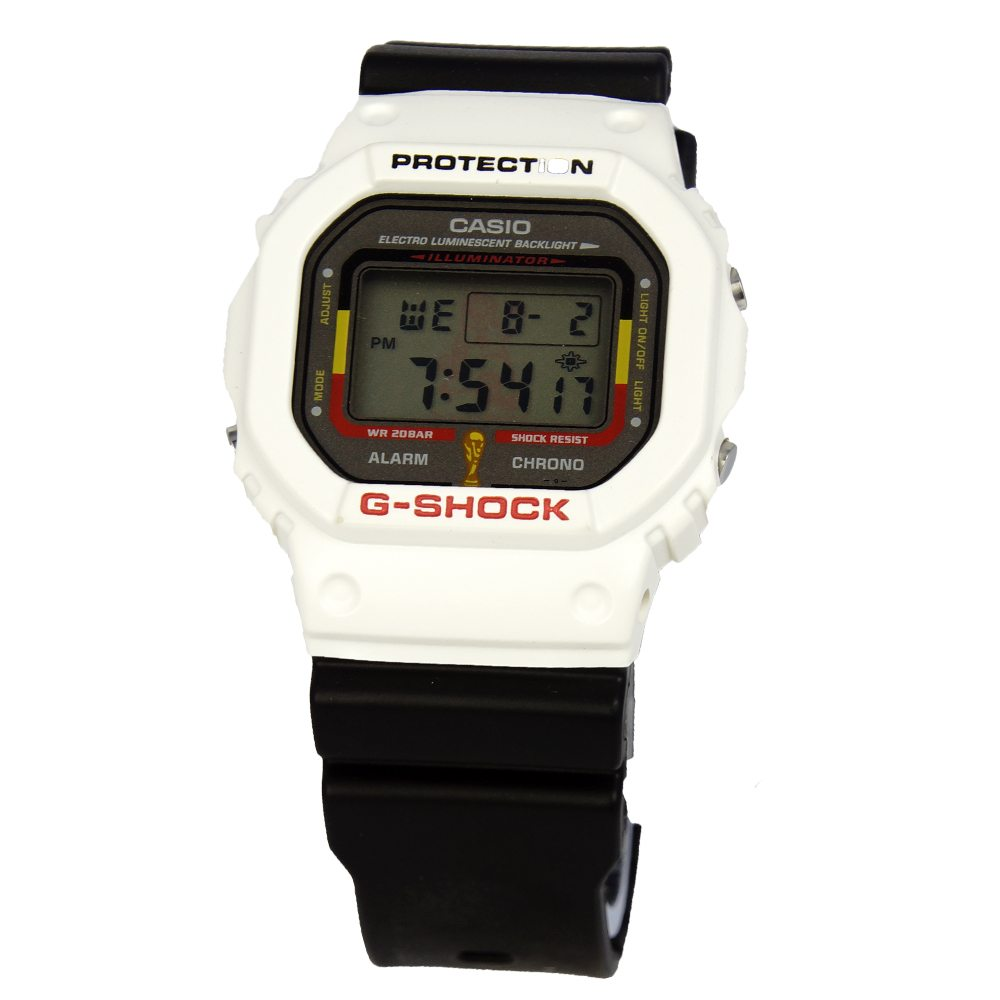 PROTECTION
CASIO
ELECTRO LUMINESCENT BACKLIGHT
ILLUMINATOR
ADJUST
LIGHT ON/OFF
WE 8- 2
PM
7:54 17
MODE
LIGHT
WR 20BAR SHOCK RESIST
ALARM CHRONO
G-SHOCK